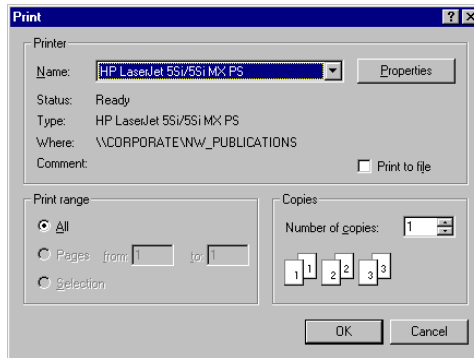 Print
Printer
Name: HP LaserJet 5Si/5Si MX PS Properties
Status: Ready
Type: HP LaserJet 5Si/5Si MX PS
Where: \\CORPORATE\NW_PUBLICATIONS
Comment: Print to file
Print range
All
Pages from: 1 to: 1
Selection
Copies
Number of copies: 1
1 1 2 2 3 3
OK Cancel